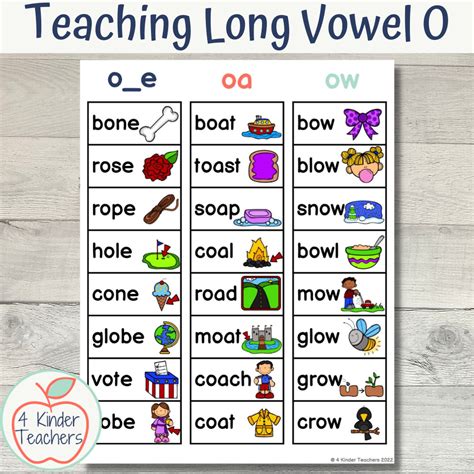 Teaching Long Vowel O
o_e oa ow
bone boat bow
rose toast blow
rope soap snow
hole coal bowl
cone road mow
globe moat glow
vote coach grow
obe coat crow
4 Kinder
Teachers
© 4 Kinder Teachers 2022